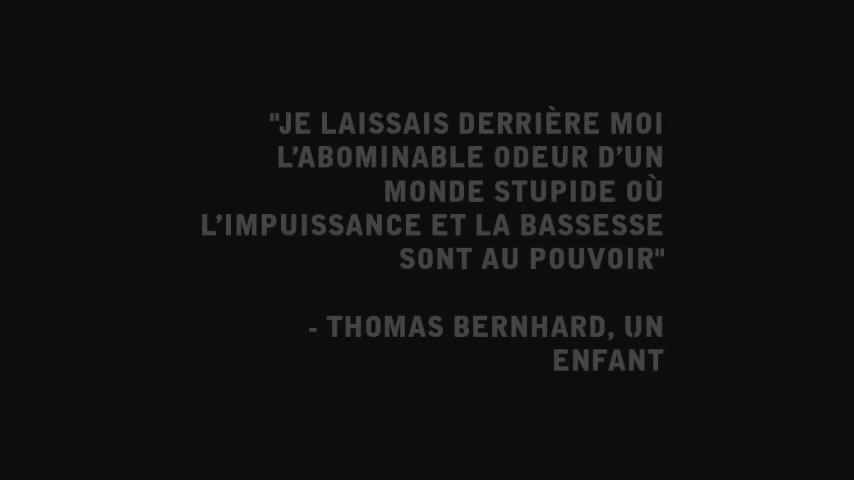 "JE LAISSAIS DERRIÈRE MOI
L’ABOMINABLE ODEUR D’UN
MONDE STUPIDE OÙ
L’IMPUISSANCE ET LA BASSESSE
SONT AU POUVOIR"
- THOMAS BERNHARD, UN
ENFANT